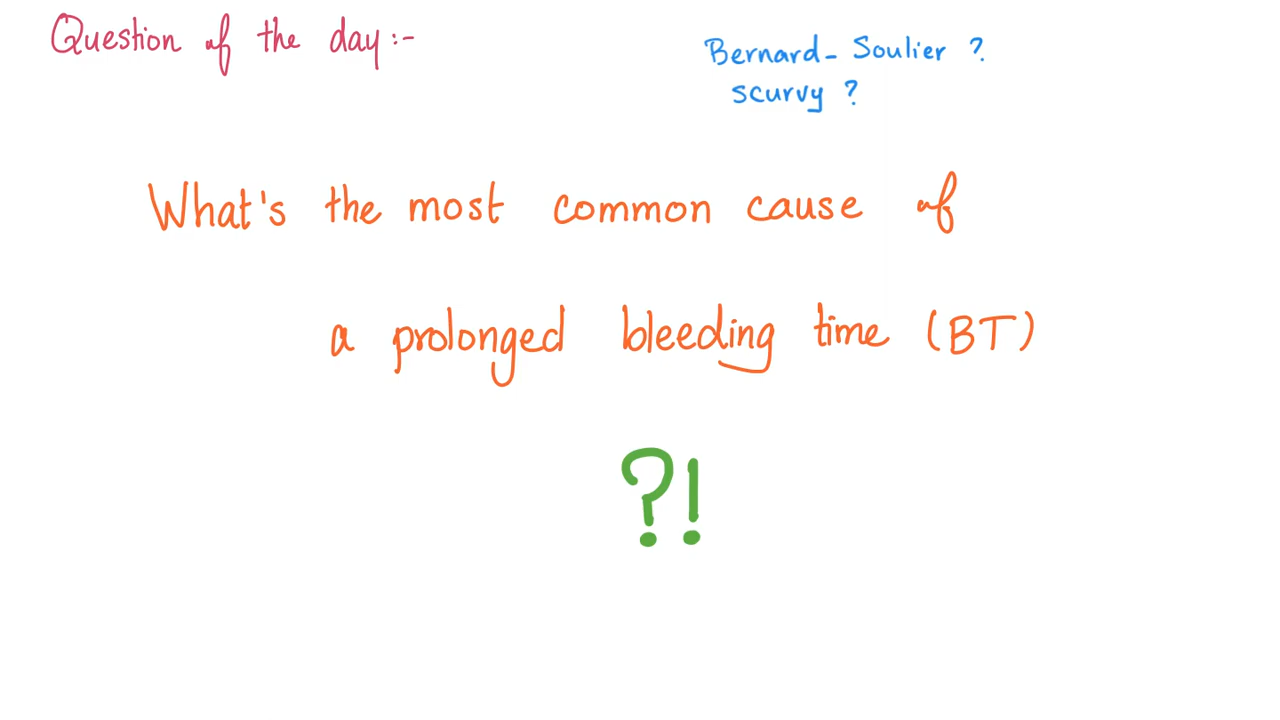 Question of the day:-
Bernard-Soulier ?
scurvy ?
What's the most common cause of
a prolonged bleeding time (BT)
?!